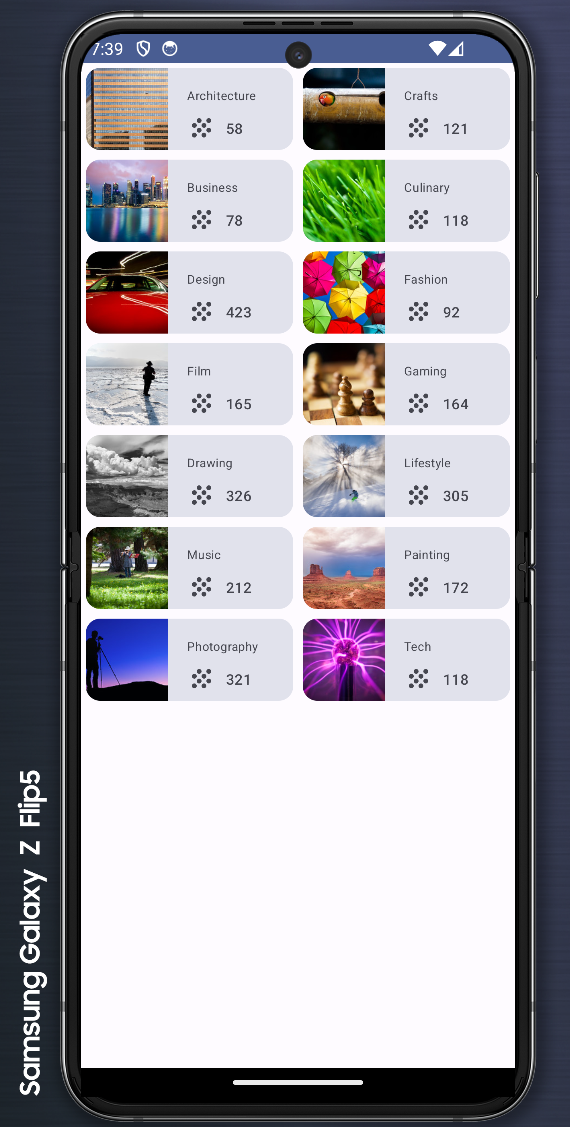 7:39
Architecture
58
Crafts
121
Business
78
Culinary
118
Design
423
Fashion
92
Film
165
Gaming
164
Drawing
326
Lifestyle
305
Music
212
Painting
172
Photography
321
Tech
118
Samsung Galaxy Z Flip5